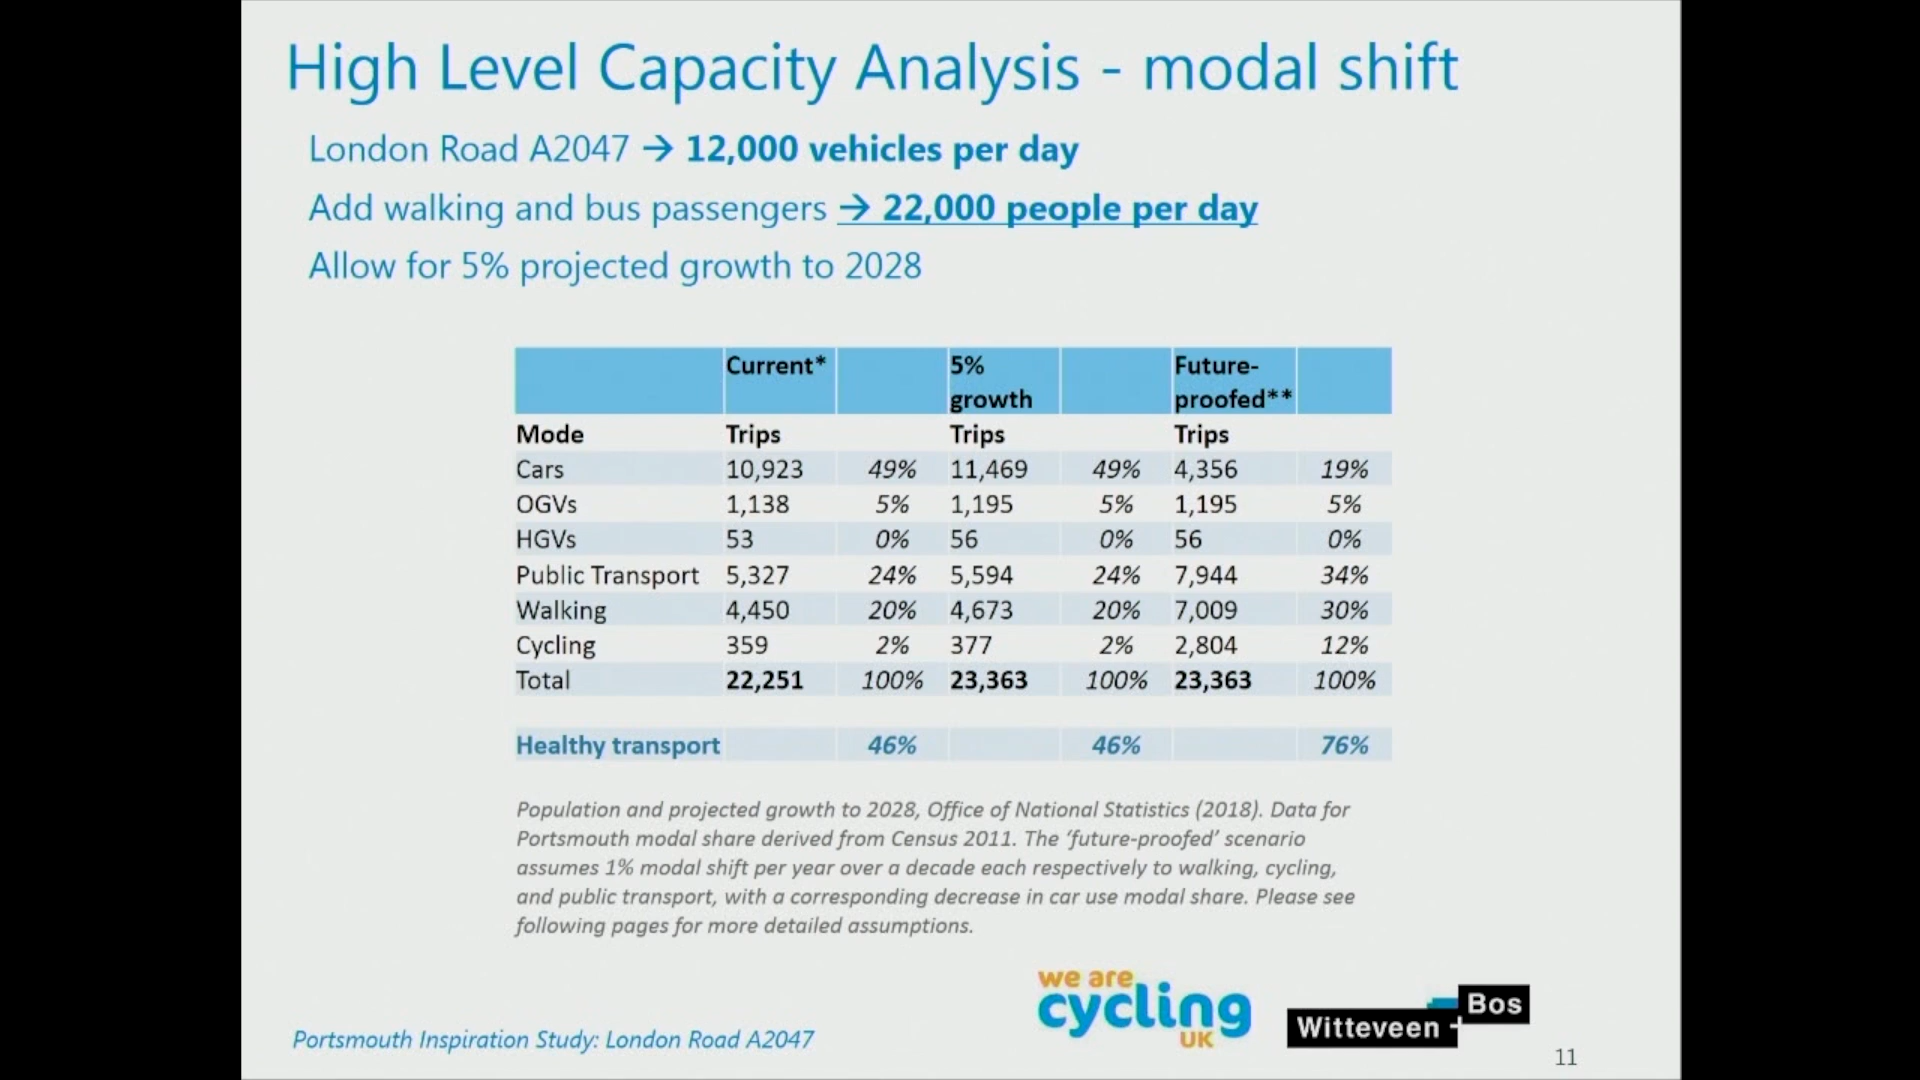 High Level Capacity Analysis - modal shift
London Road A2047 → 12,000 vehicles per day
Add walking and bus passengers → 22,000 people per day
Allow for 5% projected growth to 2028
Current* 5% growth Future-proofed**
Mode Trips Trips Trips
Cars 10,923 49% 11,469 49% 4,356 19%
OGVs 1,138 5% 1,195 5% 1,195 5%
HGVs 53 0% 56 0% 56 0%
Public Transport 5,327 24% 5,594 24% 7,944 34%
Walking 4,450 20% 4,673 20% 7,009 30%
Cycling 359 2% 377 2% 2,804 12%
Total 22,251 100% 23,363 100% 23,363 100%
Healthy transport 46% 46% 76%
Population and projected growth to 2028, Office of National Statistics (2018). Data for
Portsmouth modal share derived from Census 2011. The ‘future-proofed’ scenario
assumes 1% modal shift per year over a decade each respectively to walking, cycling,
and public transport, with a corresponding decrease in car use modal share. Please see
following pages for more detailed assumptions.
we are
cycling
UK
Witteveen + Bos
Portsmouth Inspiration Study: London Road A2047
11